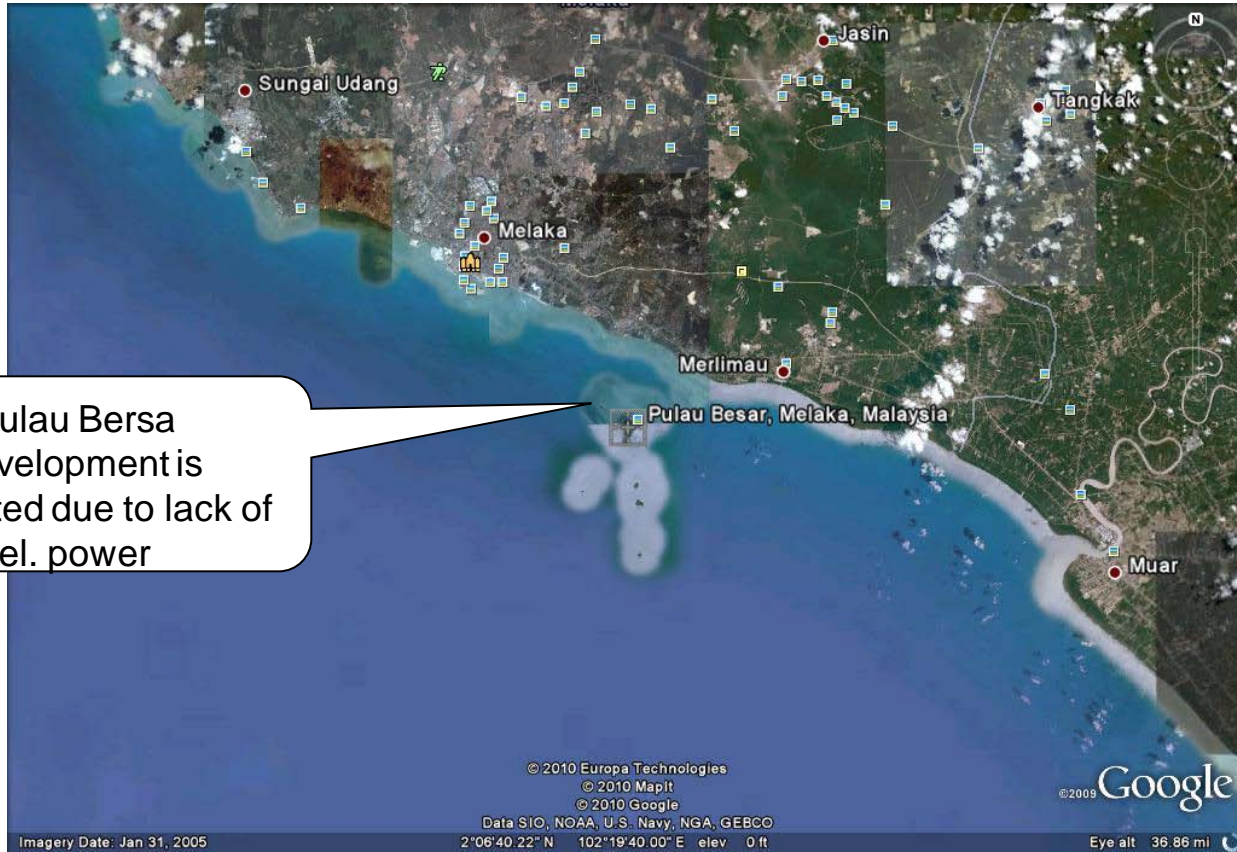 Melaka
Jasin
N
Sungai Udang
Tangkak
Melaka
Merlimau
Pulau Besar, Melaka, Malaysia
ulau Bersa
velopment is
ted due to lack of
el. power
Muar
© 2010 Europa Technologies
© 2010 MapIt
© 2010 Google
Data SIO, NOAA, U.S. Navy, NGA, GEBCO
©2009 Google
Imagery Date: Jan 31, 2005 2°06'40.22" N 102°19'40.00" E elev 0 ft Eye alt 36.86 mi